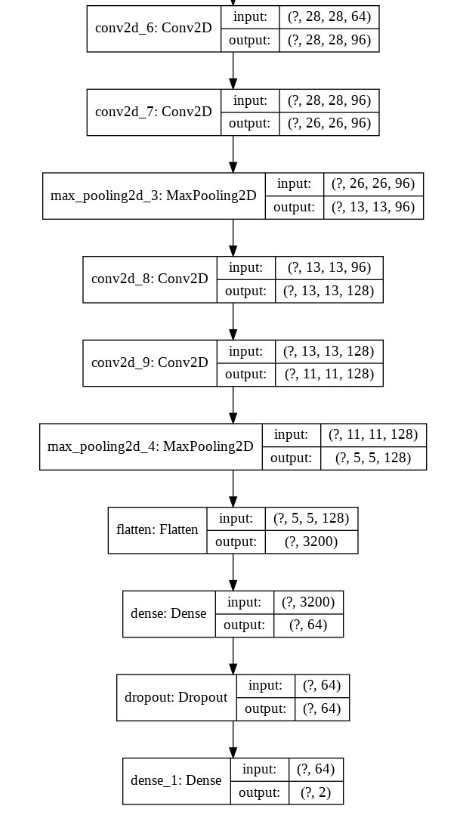 conv2d_6: Conv2D
input: (?, 28, 28, 64)
output: (?, 28, 28, 96)
conv2d_7: Conv2D
input: (?, 28, 28, 96)
output: (?, 26, 26, 96)
max_pooling2d_3: MaxPooling2D
input: (?, 26, 26, 96)
output: (?, 13, 13, 96)
conv2d_8: Conv2D
input: (?, 13, 13, 96)
output: (?, 13, 13, 128)
conv2d_9: Conv2D
input: (?, 13, 13, 128)
output: (?, 11, 11, 128)
max_pooling2d_4: MaxPooling2D
input: (?, 11, 11, 128)
output: (?, 5, 5, 128)
flatten: Flatten
input: (?, 5, 5, 128)
output: (?, 3200)
dense: Dense
input: (?, 3200)
output: (?, 64)
dropout: Dropout
input: (?, 64)
output: (?, 64)
dense_1: Dense
input: (?, 64)
output: (?, 2)